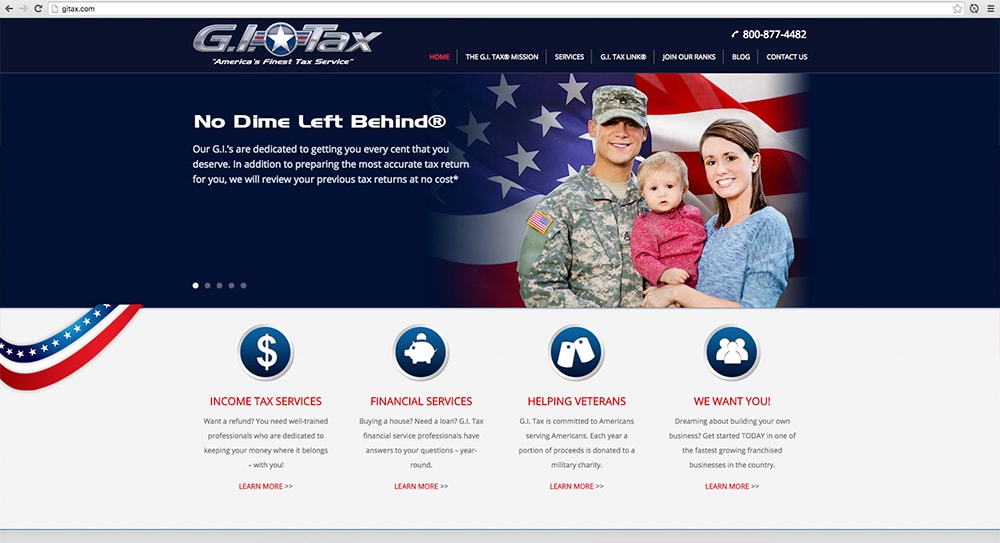 gitax.com
G.I. Tax
"America's Finest Tax Service"
800-877-4482
HOME
THE G.I. TAX® MISSION
SERVICES
G.I. TAX LINK®
JOIN OUR RANKS
BLOG
CONTACT US
No Dime Left Behind®
Our G.I.'s are dedicated to getting you every cent that you
deserve. In addition to preparing the most accurate tax return
for you, we will review your previous tax returns at no cost*
INCOME TAX SERVICES
Want a refund? You need well-trained
professionals who are dedicated to
keeping your money where it belongs
– with you!
LEARN MORE >>
FINANCIAL SERVICES
Buying a house? Need a loan? G.I. Tax
financial service professionals have
answers to your questions – year-
round.
LEARN MORE >>
HELPING VETERANS
G.I. Tax is committed to Americans
serving Americans. Each year a
portion of proceeds is donated to a
military charity.
LEARN MORE >>
WE WANT YOU!
Dreaming about building your own
business? Get started TODAY in one of
the fastest growing franchised
businesses in the country.
LEARN MORE >>